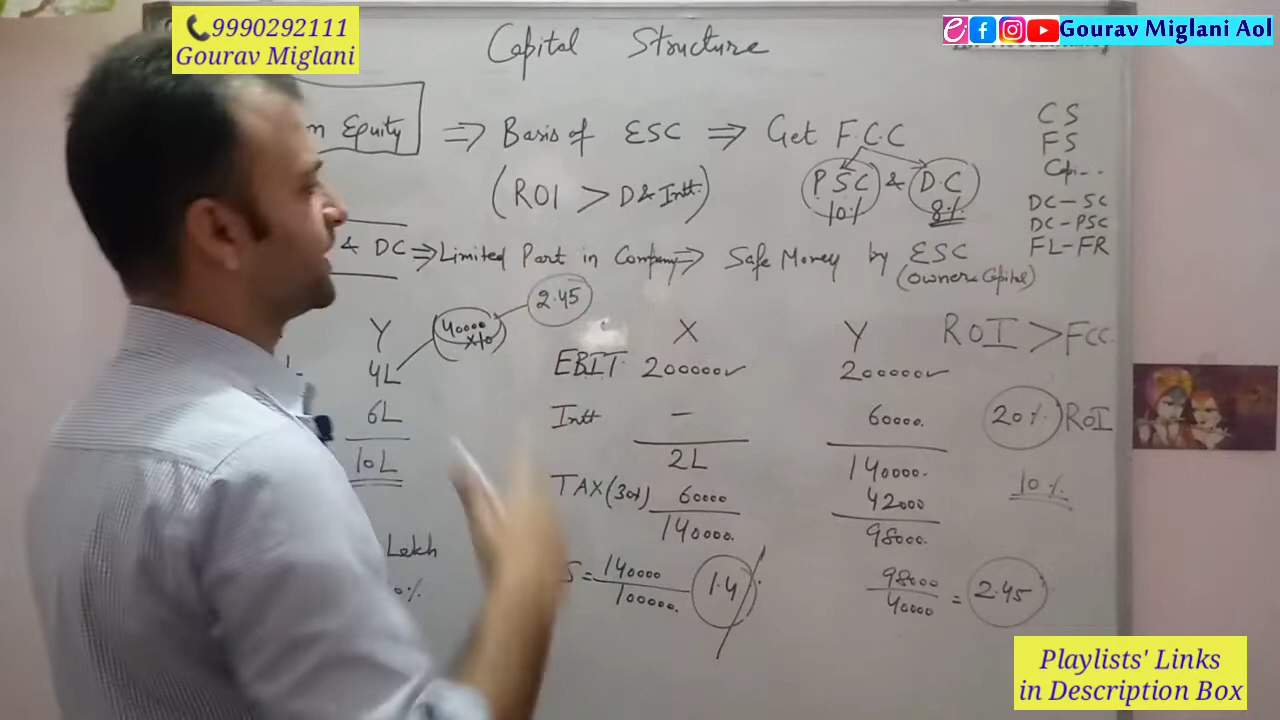 📞9990292111
Gourav Miglani
Gourav Miglani Aol
Capital Structure
Equity ⇒ Basis of ESC ⇒ Get F.C.C
(ROI > D & Intt.)
PSC & D.C
10% 8%
CS
FS
DC-SC
DC-PSC
FL-FR
& DC ⇒ Limited Part in Company ⇒ Safe Money by ESC
(owners Capital)
Y
4L
6L
10L
40000
x10
2.45
X Y
EBIT 200000 200000
Intt — 60000.
2L 140000.
TAX (30%) 60000 42000
140000. 98000.
S = 140000
100000.
1.4
98000
40000
= 2.45
ROI > FCC.
20% ROI
10%
Lakh
Playlists' Links
in Description Box